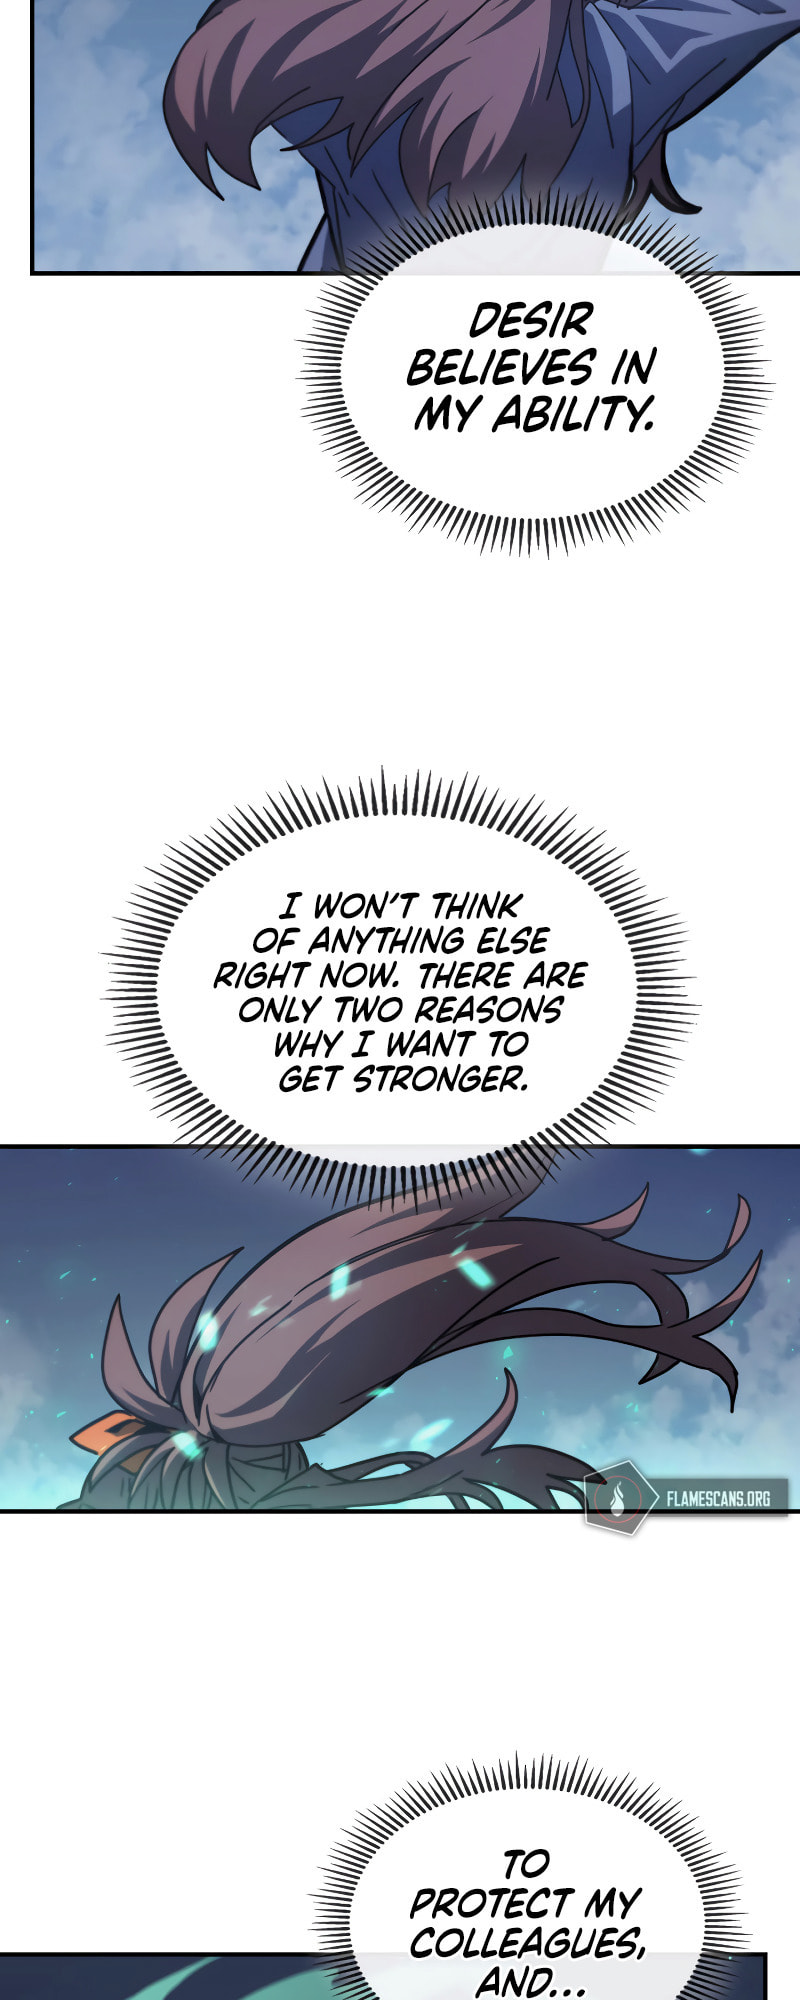 DESIR
BELIEVES IN
MY ABILITY.
I WON'T THINK
OF ANYTHING ELSE
RIGHT NOW. THERE ARE
ONLY TWO REASONS
WHY I WANT TO
GET STRONGER.
FLAMESCANS.ORG
TO
PROTECT MY
COLLEAGUES,
AND...